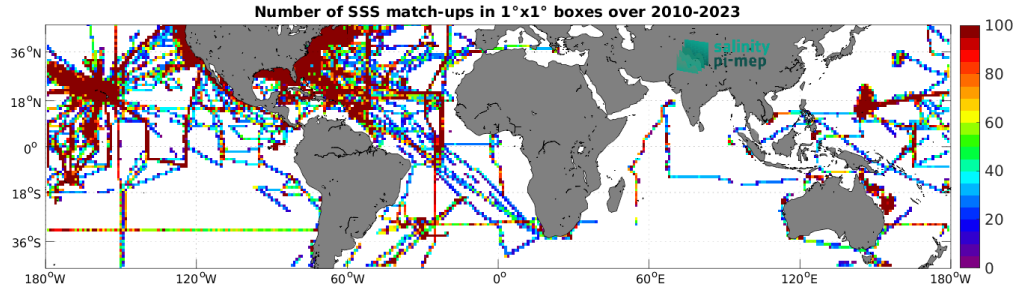 Number of SSS match-ups in 1°x1° boxes over 2010-2023
36°N
18°N
0°
18°S
36°S
180°W
120°W
60°W
0°
60°E
120°E
180°W
salinity
pi-mep
100
80
60
40
20
0